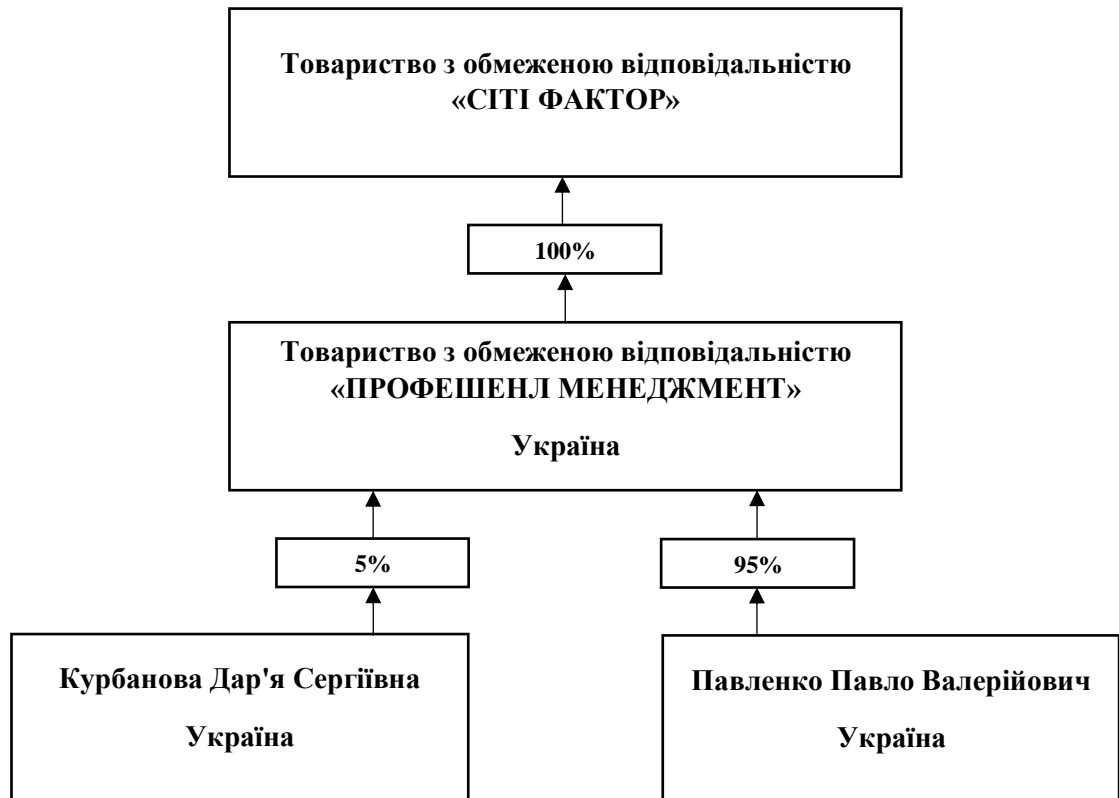 Товариство з обмеженою відповідальністю
«СІТІ ФАКТОР»
100%
Товариство з обмеженою відповідальністю
«ПРОФЕШЕНЛ МЕНЕДЖМЕНТ»
Україна
5%
95%
Курбанова Дар'я Сергіївна
Україна
Павленко Павло Валерійович
Україна